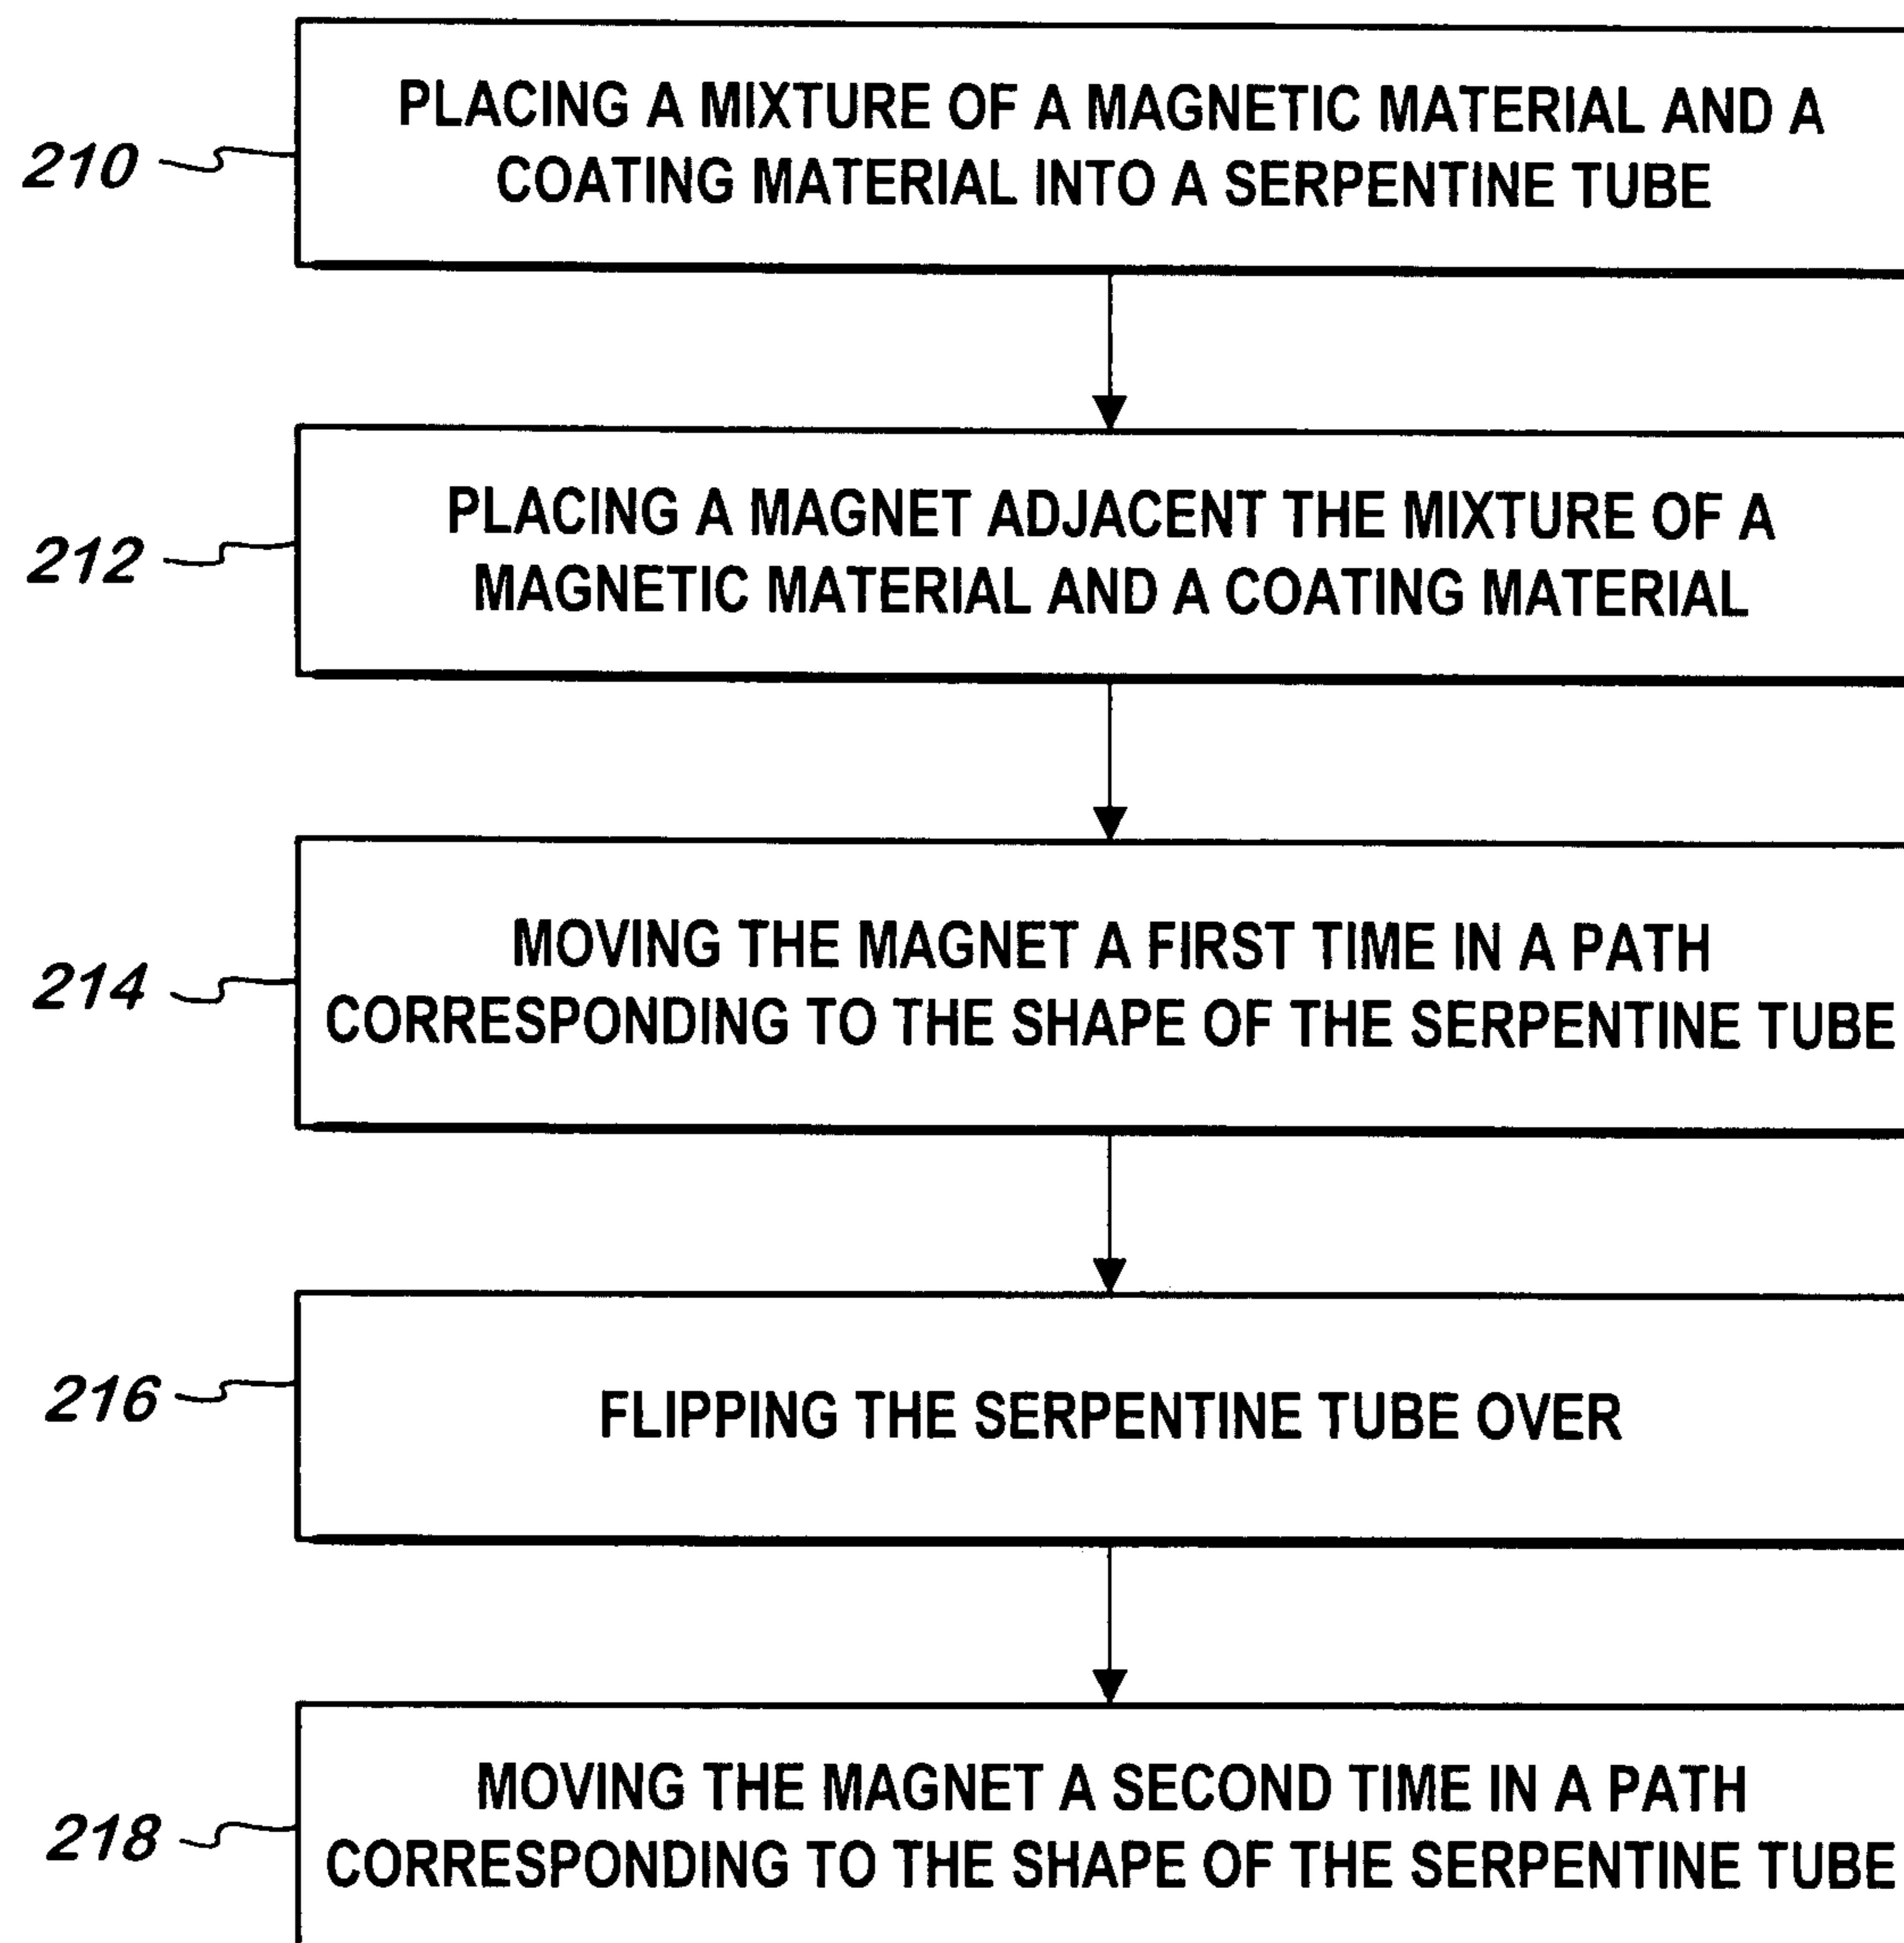 210
PLACING A MIXTURE OF A MAGNETIC MATERIAL AND A
COATING MATERIAL INTO A SERPENTINE TUBE
212
PLACING A MAGNET ADJACENT THE MIXTURE OF A
MAGNETIC MATERIAL AND A COATING MATERIAL
214
MOVING THE MAGNET A FIRST TIME IN A PATH
CORRESPONDING TO THE SHAPE OF THE SERPENTINE TUBE
216
FLIPPING THE SERPENTINE TUBE OVER
218
MOVING THE MAGNET A SECOND TIME IN A PATH
CORRESPONDING TO THE SHAPE OF THE SERPENTINE TUBE